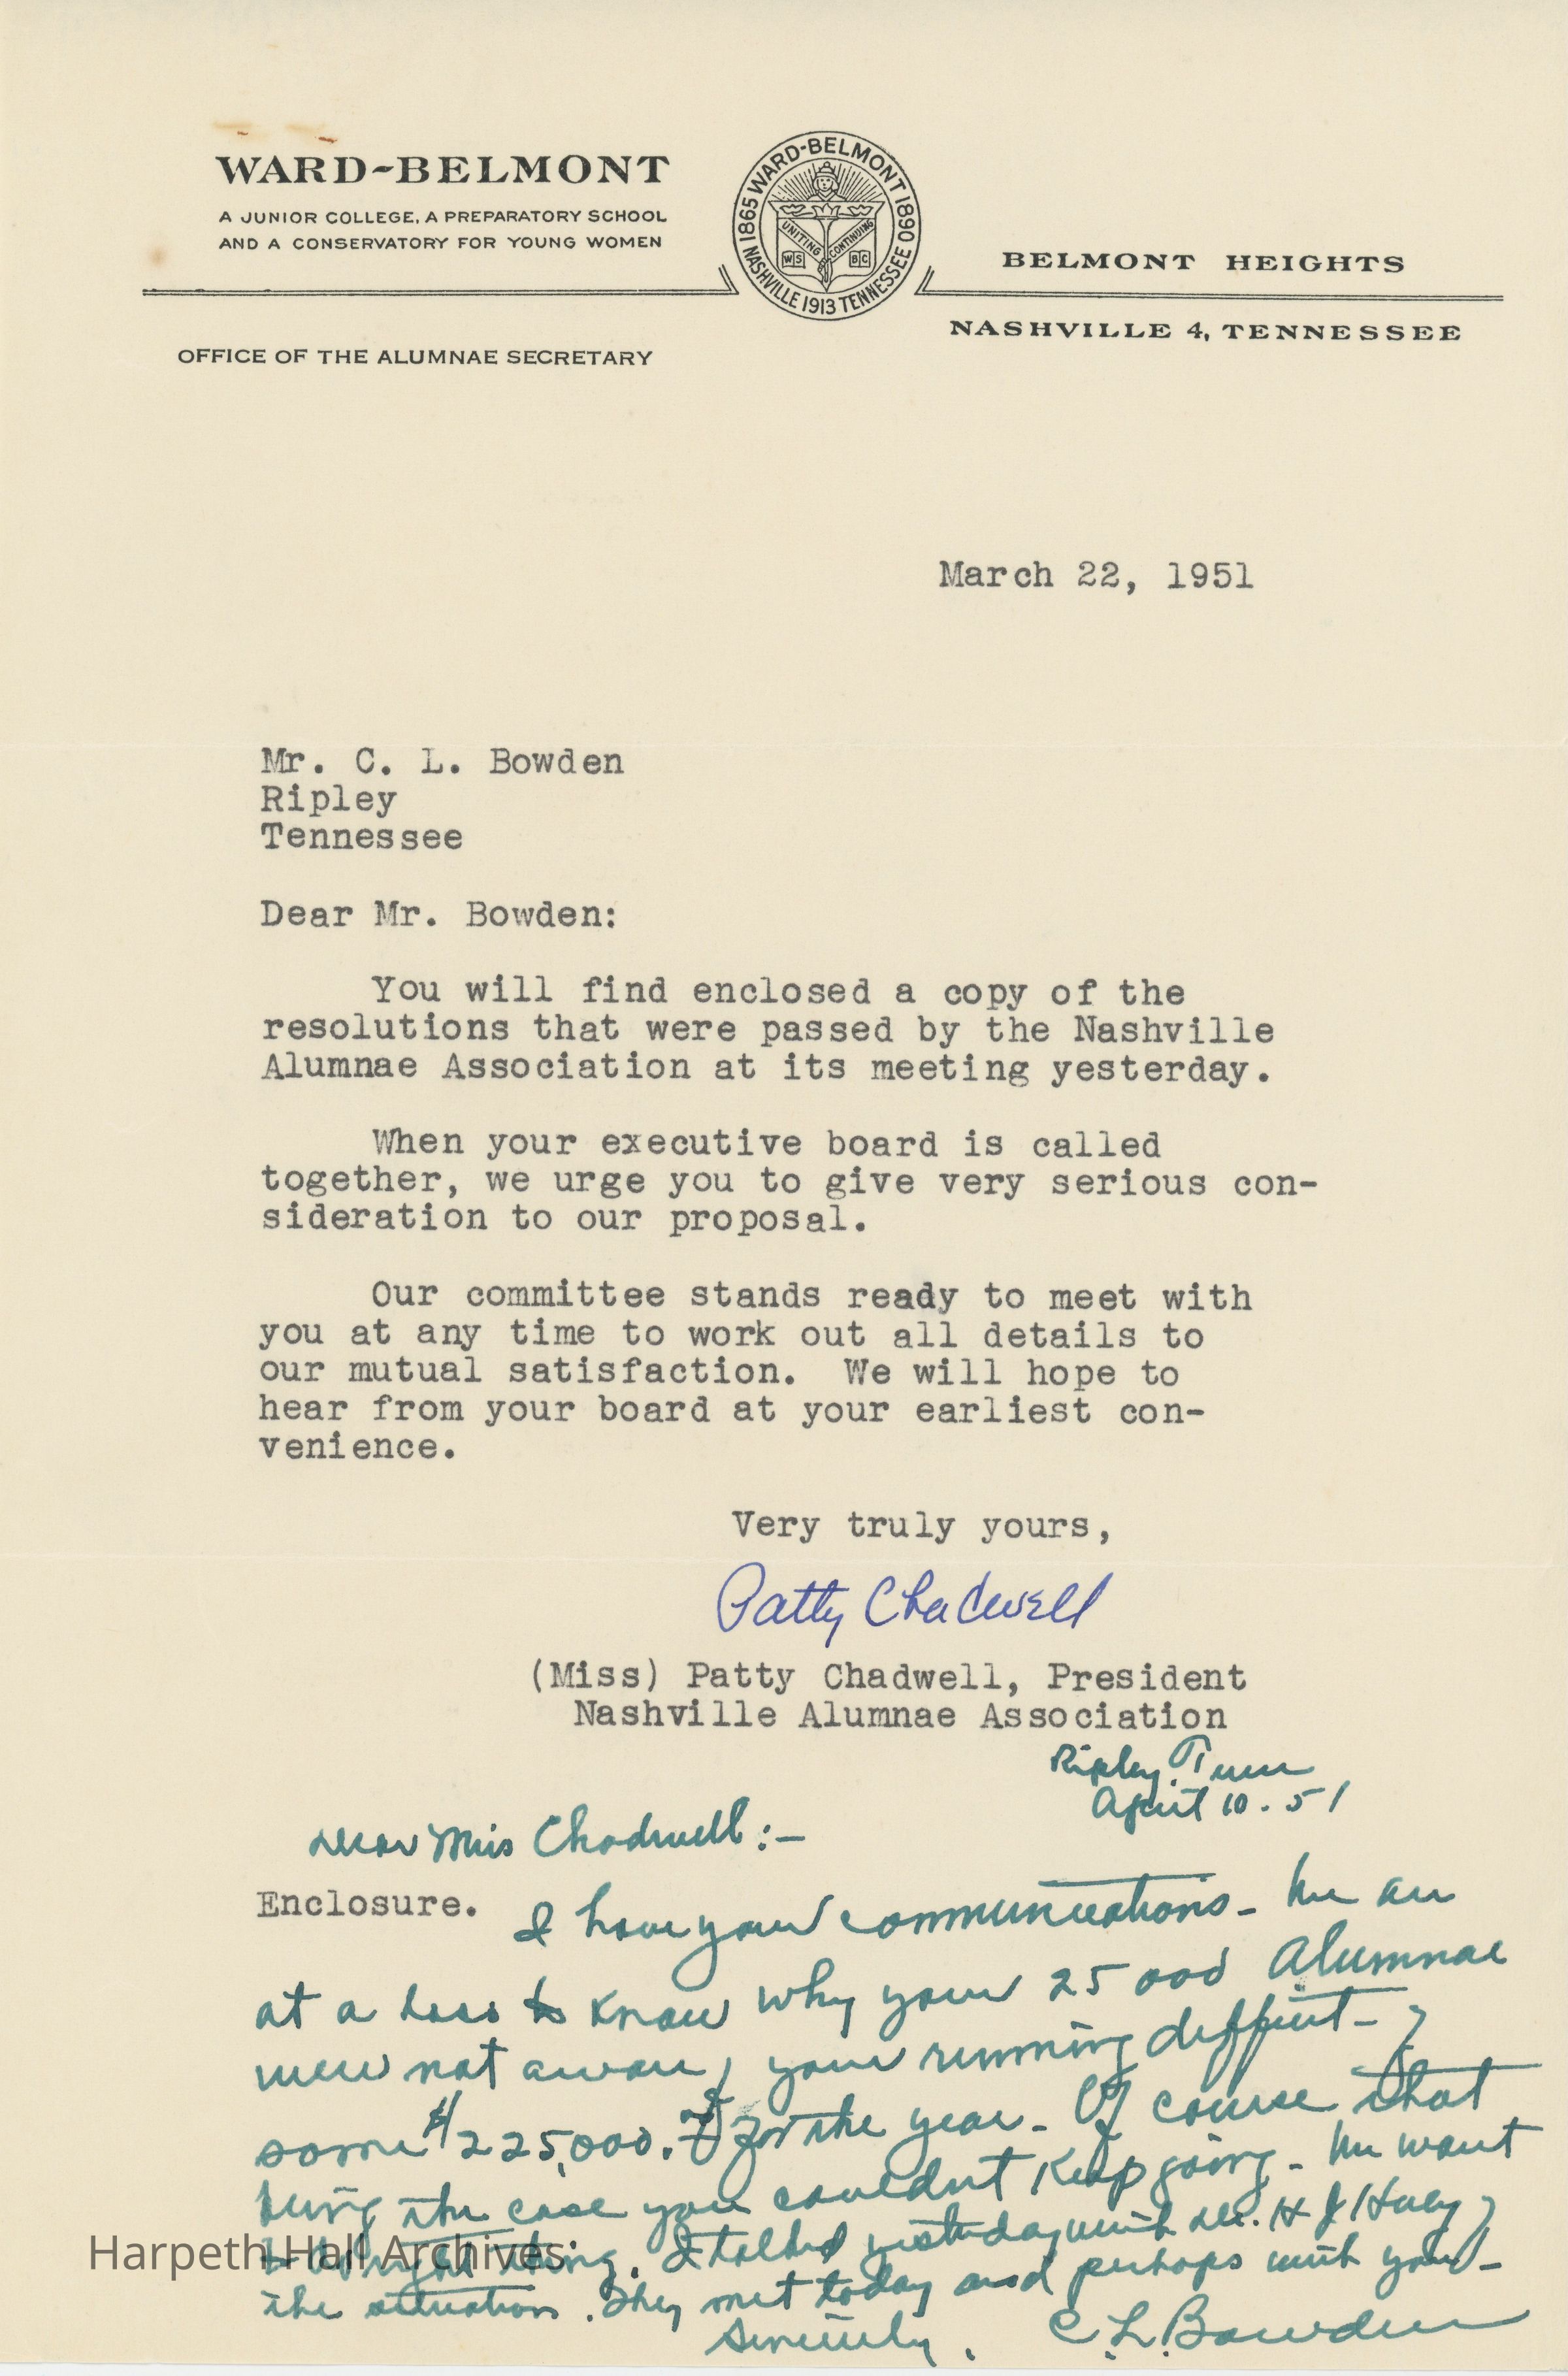 WARD-BELMONT
A JUNIOR COLLEGE, A PREPARATORY SCHOOL
AND A CONSERVATORY FOR YOUNG WOMEN
1865 WARD-BELMONT 1890
NASHVILLE 1913 TENNESSEE
UNITING CONTINUING
WS BC
BELMONT HEIGHTS
NASHVILLE 4, TENNESSEE
OFFICE OF THE ALUMNAE SECRETARY
March 22, 1951
Mr. C. L. Bowden
Ripley
Tennessee
Dear Mr. Bowden:
You will find enclosed a copy of the
resolutions that were passed by the Nashville
Alumnae Association at its meeting yesterday.
When your executive board is called
together, we urge you to give very serious con-
sideration to our proposal.
Our committee stands ready to meet with
you at any time to work out all details to
our mutual satisfaction.  We will hope to
hear from your board at your earliest con-
venience.
Very truly yours,
Patty Chadwell
(Miss) Patty Chadwell, President
Nashville Alumnae Association
Ripley, Tenn
April 10 - 51
Dear Miss Chadwell:-
Enclosure.
I have your communications - We are
at a loss to know why your 25 000 Alumnae
were not aware, your running deficit -
some $225,000. for the year - Of course that
being the case you couldn't keep going - We want
right thing. I talked yesterday with
the situation. They met today and perhaps with you -
Sincerely, C. L. Bowden
Harpeth Hall Archives: